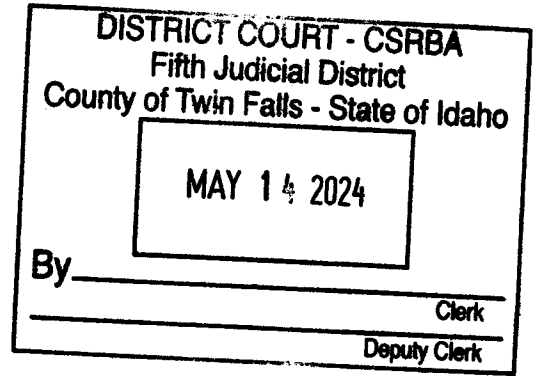 DISTRICT COURT - CSRBA
Fifth Judicial District
County of Twin Falls - State of Idaho
MAY 14 2024
By
Clerk
Deputy Clerk